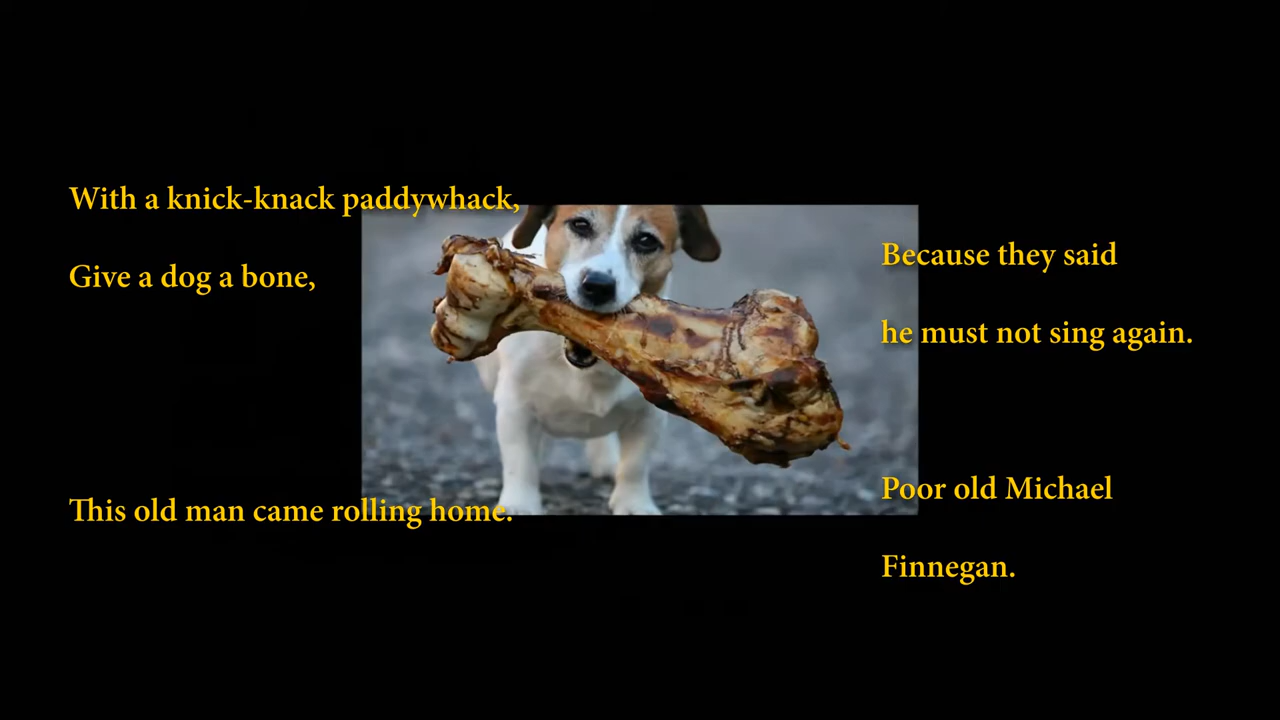 With a knick-knack paddywhack,
Give a dog a bone,
This old man came rolling home.
Because they said
he must not sing again.
Poor old Michael
Finnegan.